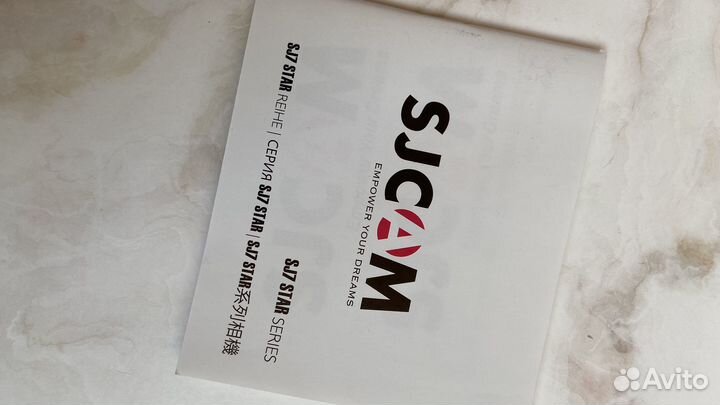 SJCAM
EMPOWER YOUR DREAMS
SJ7 STAR SERIES
SJ7 STAR REIHE | СЕРИЯ SJ7 STAR | SJ7 STAR系列相機
Avito